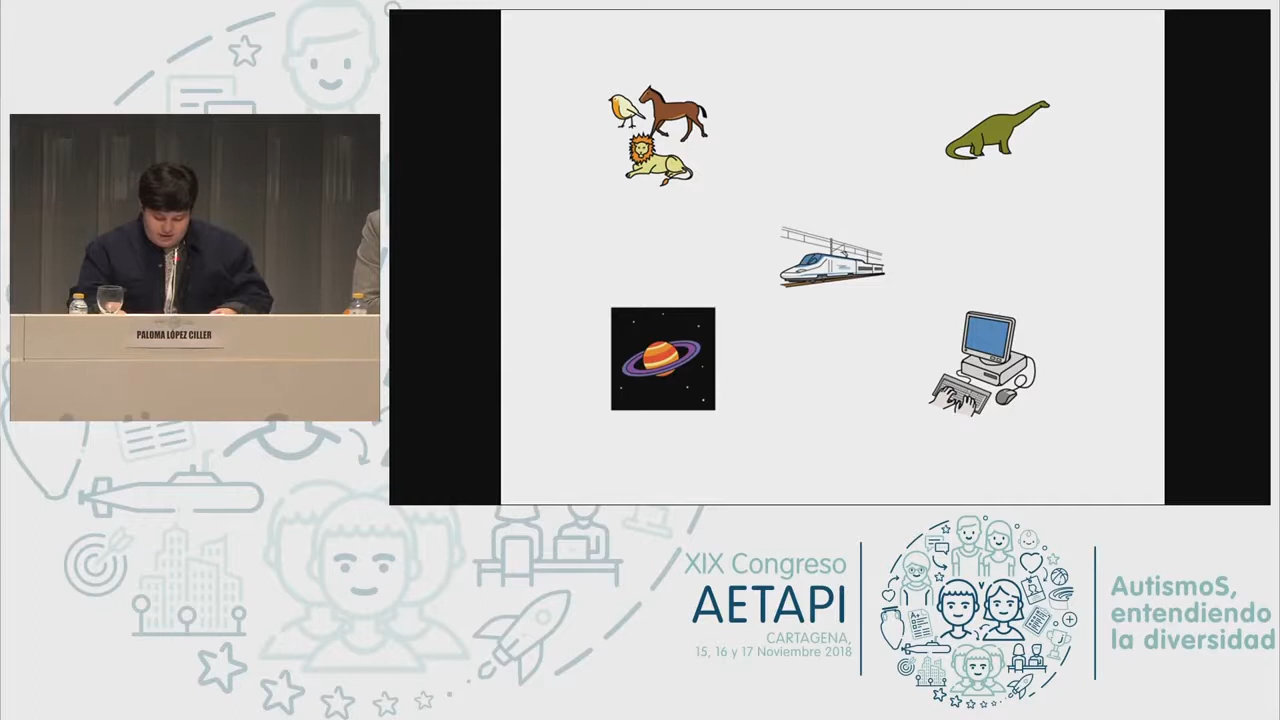 PALOMA LÓPEZ CILLER
XIX Congreso
AETAPI
CARTAGENA,
15, 16 y 17 Noviembre 2018
AutismoS,
entendiendo
la diversidad